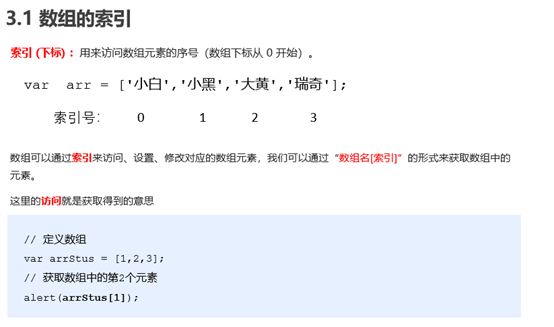 3.1 数组的索引
索引 (下标) ：用来访问数组元素的序号（数组下标从 0 开始）。
var arr = ['小白','小黑','大黄','瑞奇'];
索引号： 0 1 2 3
数组可以通过索引来访问、设置、修改对应的数组元素，我们可以通过“数组名[索引]”的形式来获取数组中的
元素。
这里的访问就是获取得到的意思
// 定义数组
var arrStus = [1,2,3];
// 获取数组中的第2个元素
alert(arrStus[1]);